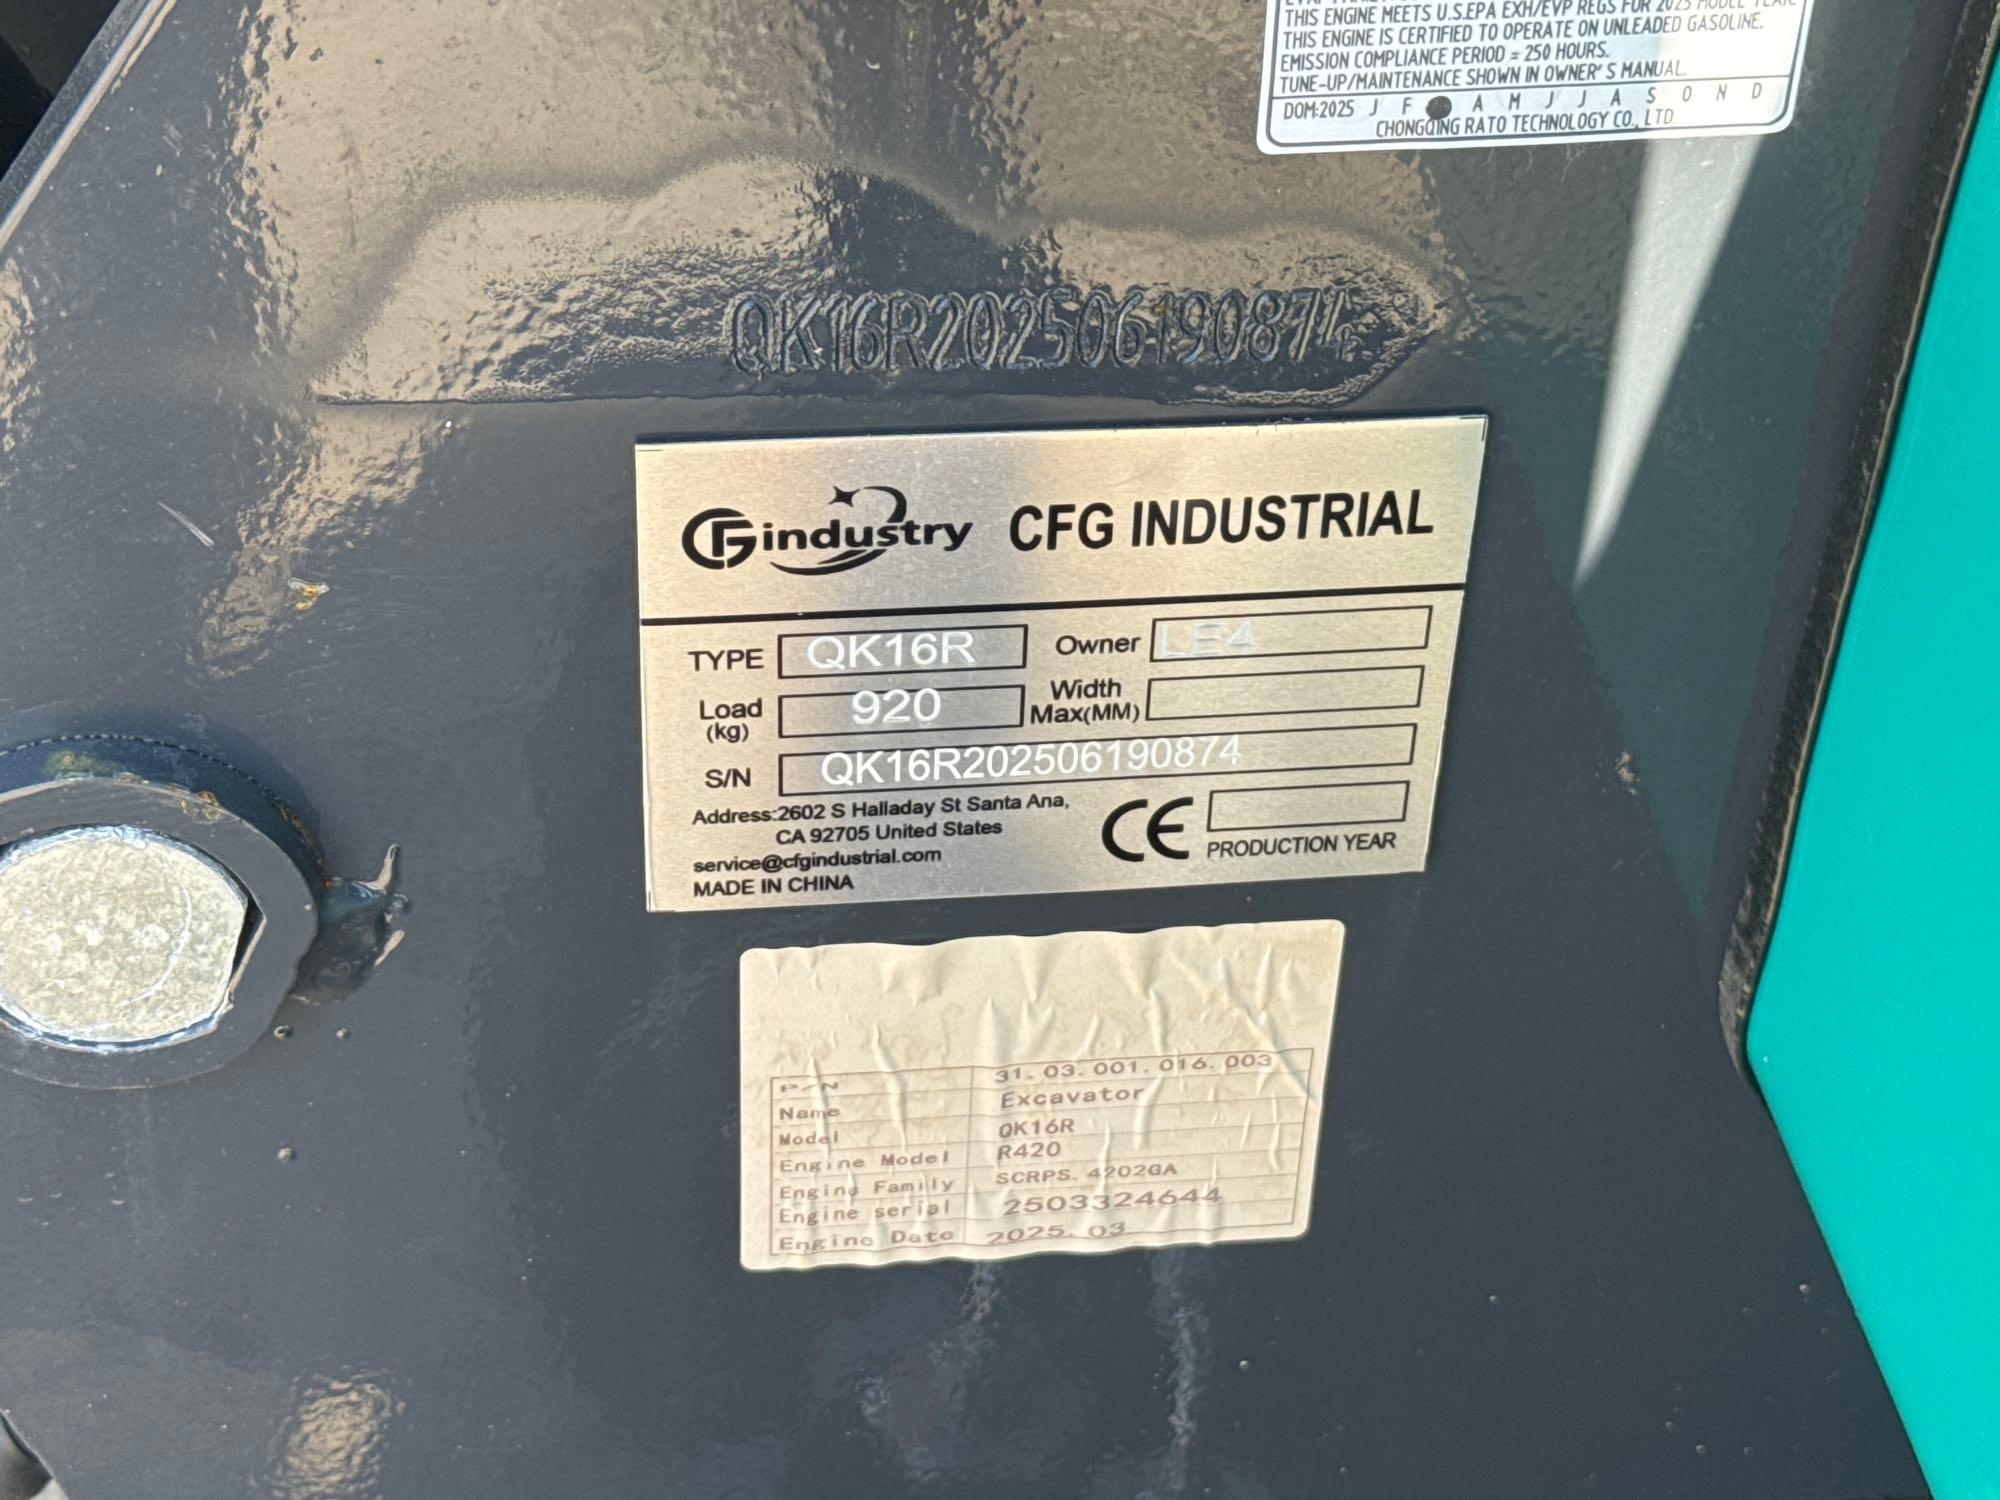 THIS ENGINE MEETS U.S.EPA EXH/EVP REGS FOR 2025 MODEL YEAR.
THIS ENGINE IS CERTIFIED TO OPERATE ON UNLEADED GASOLINE.
EMISSION COMPLIANCE PERIOD = 250 HOURS.
TUNE-UP/MAINTENANCE SHOWN IN OWNER'S MANUAL.
DOM:2025 J F A M J J A S O N D
CHONGQING RATO TECHNOLOGY CO., LTD.
QK16R202506190874
CFG industry CFG INDUSTRIAL
TYPE QK16R Owner LE4
Load (kg) 920 Width Max(MM)
S/N QK16R202506190874
Address:2602 S Halladay St Santa Ana,
CA 92705 United States
service@cfgindustrial.com
MADE IN CHINA
CE PRODUCTION YEAR
P/N 31.03.001.016.003
Name Excavator
Model QK16R
Engine Model R420
Engine Family SCRPS.4202GA
Engine serial 2503324644
Engine Date 2025.03